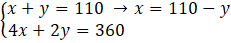 x + y = 110 → x = 110 − y
4x + 2y = 360